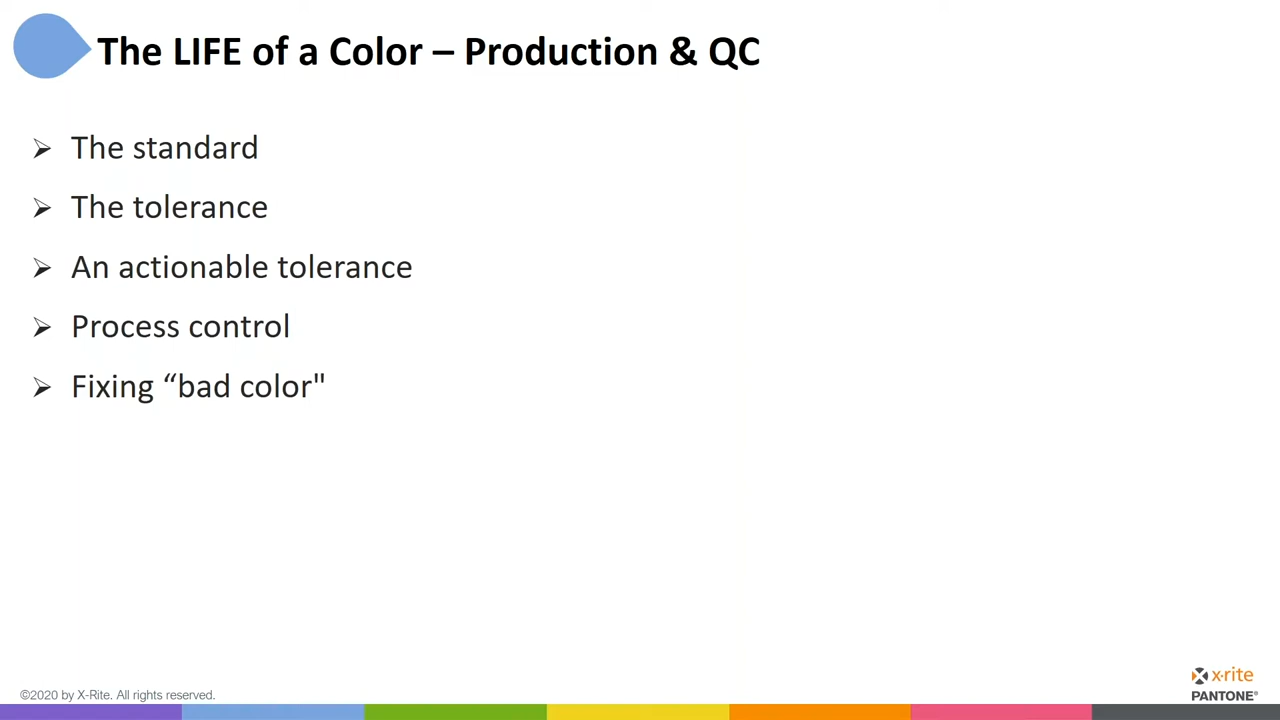 The LIFE of a Color – Production & QC
➢ The standard
➢ The tolerance
➢ An actionable tolerance
➢ Process control
➢ Fixing “bad color"
©2020 by X-Rite. All rights reserved.
x·rite
PANTONE®